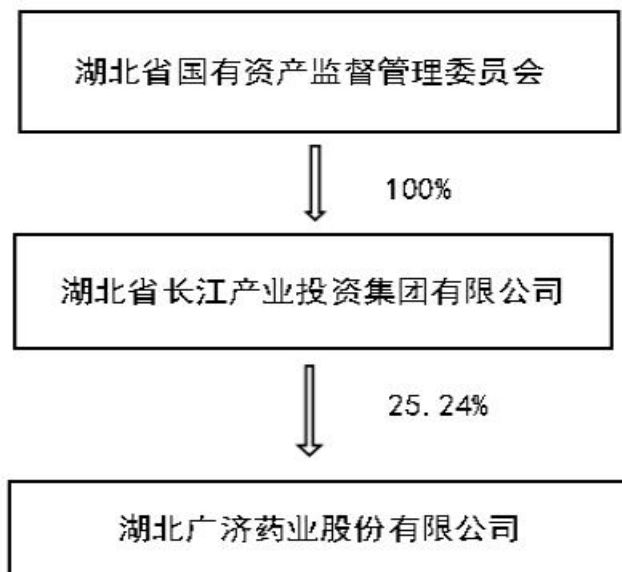 湖北省国有资产监督管理委员会
100%
湖北省长江产业投资集团有限公司
25.24%
湖北广济药业股份有限公司